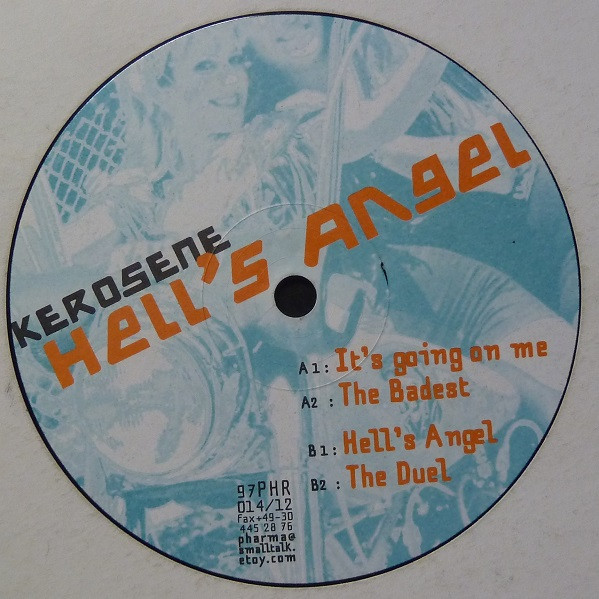 KEROSENE
Hell's Angel
A1: It's going on me
A2 : The Badest
B1: Hell's Angel
B2 : The Duel
97PHR
014/12
fax+49-30
445 28 76
pharma@
smalltalk.
etoy.com